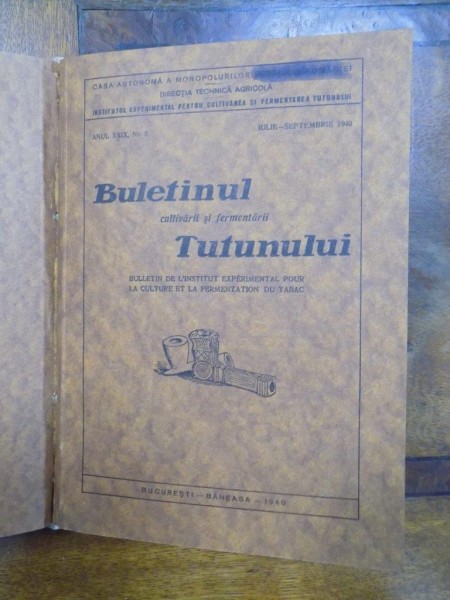 CASA AUTONOMĂ A MONOPOLURILOR
DIRECȚIA TECHNICĂ AGRICOLĂ
INSTITUTUL EXPERIMENTAL PENTRU CULTIVAREA ȘI FERMENTAREA TUTUNULUI
ANUL XXIX, Nr. 3 IULIE—SEPTEMBRIE 1940
Buletinul
cultivării și fermentării
Tutunului
BULLETIN DE L'INSTITUT EXPÉRIMENTAL POUR
LA CULTURE ET LA FERMENTATION DU TABAC
BUCUREȘTI — BĂNEASA — 1940